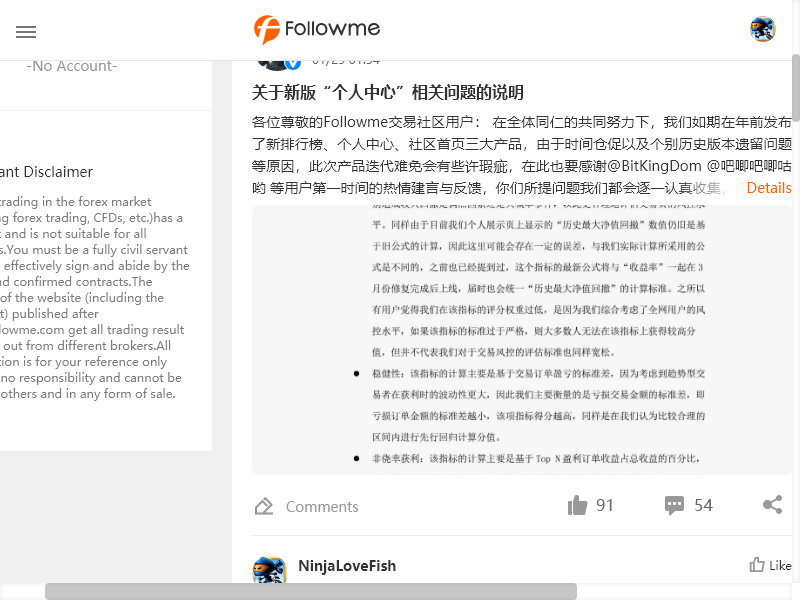 Followme
-No Account-
关于新版“个人中心”相关问题的说明
各位尊敬的Followme交易社区用户： 在全体同仁的共同努力下，我们如期在年前发布
了新排行榜、个人中心、社区首页三大产品，由于时间仓促以及个别历史版本遗留问题
等原因，此次产品迭代难免会有些许瑕疵，在此也要感谢@BitKingDom @吧唧吧唧咕
哟 等用户第一时间的热情建言与反馈，你们所提问题我们都会逐一认真收集，
Details
ant Disclaimer
trading in the forex market
ng forex trading, CFDs, etc.)has a
and is not suitable for all
s.You must be a fully civil servant
effectively sign and abide by the
nd confirmed contracts.The
of the website (including the
t) published after
lowme.com get all trading result
out from different brokers.All
tion is for your reference only
no responsibility and cannot be
others and in any form of sale.
平。同样由于目前我们个人展示页上显示的“历史最大净值回撤”数值仍旧是基
于旧公式的计算，因此这里可能会存在一定的误差，与我们实际计算所采用的公
式是不同的，之前也已经提到过，这个指标的最新公式将与“收益率”一起在 3
月份修复完成后上线，届时也会统一“历史最大净值回撤”的计算标准。之所以
有用户觉得我们在该指标的评分权重过低，是因为我们综合考虑了全网用户的风
控水平，如果该指标的标准过于严格，则大多数人无法在该指标上获得较高分
值，但并不代表我们对于交易风控的评估标准也同样宽松。
● 稳健性：该指标的计算主要是基于交易订单盈亏的标准差，因为考虑到趋势型交
易者在获利时的波动性更大，因此我们主要衡量的是亏损交易金额的标准差，即
亏损订单金额的标准差越小，该项指标得分越高，同样是在我们认为比较合理的
区间内进行先行回归计算分值。
● 非侥幸获利：该指标的计算主要是基于 Top N 盈利订单收益占总收益的百分比，
Comments
91
54
NinjaLoveFish
Like